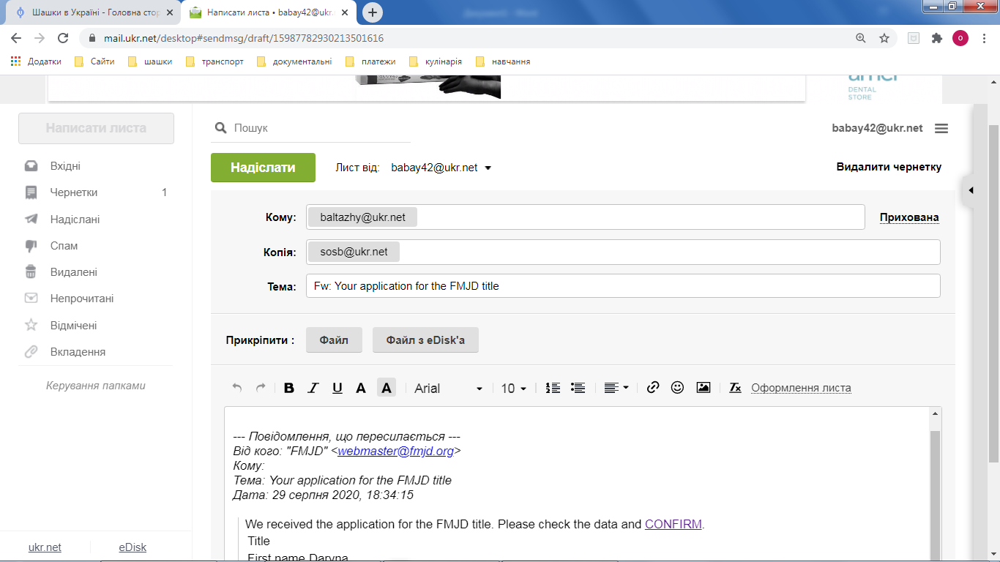 Шашки в Україні - Головна стор
Написати листа • babay42@ukr.
mail.ukr.net/desktop#sendmsg/draft/15987782930213501616
о
Додатки Сайти шашки транспорт документальні платежи кулінарія навчання
DENTAL
STORE
Написати листа
Пошук
babay42@ukr.net
Надіслати Лист від: babay42@ukr.net Видалити чернетку
Вхідні
Чернетки 1
Надіслані
Спам
Видалені
Непрочитані
Відмічені
Вкладення
Керування папками
ukr.net eDisk
Кому: baltazhy@ukr.net Прихована
Копія: sosb@ukr.net
Тема: Fw: Your application for the FMJD title
Прикріпити : Файл Файл з eDisk'а
B I U A A Arial 10 Tx Оформлення листа
--- Повідомлення, що пересилається ---
Від кого: "FMJD" <webmaster@fmjd.org>
Кому:
Тема: Your application for the FMJD title
Дата: 29 серпня 2020, 18:34:15
We received the application for the FMJD title. Please check the data and CONFIRM.
Title
First name Daryna